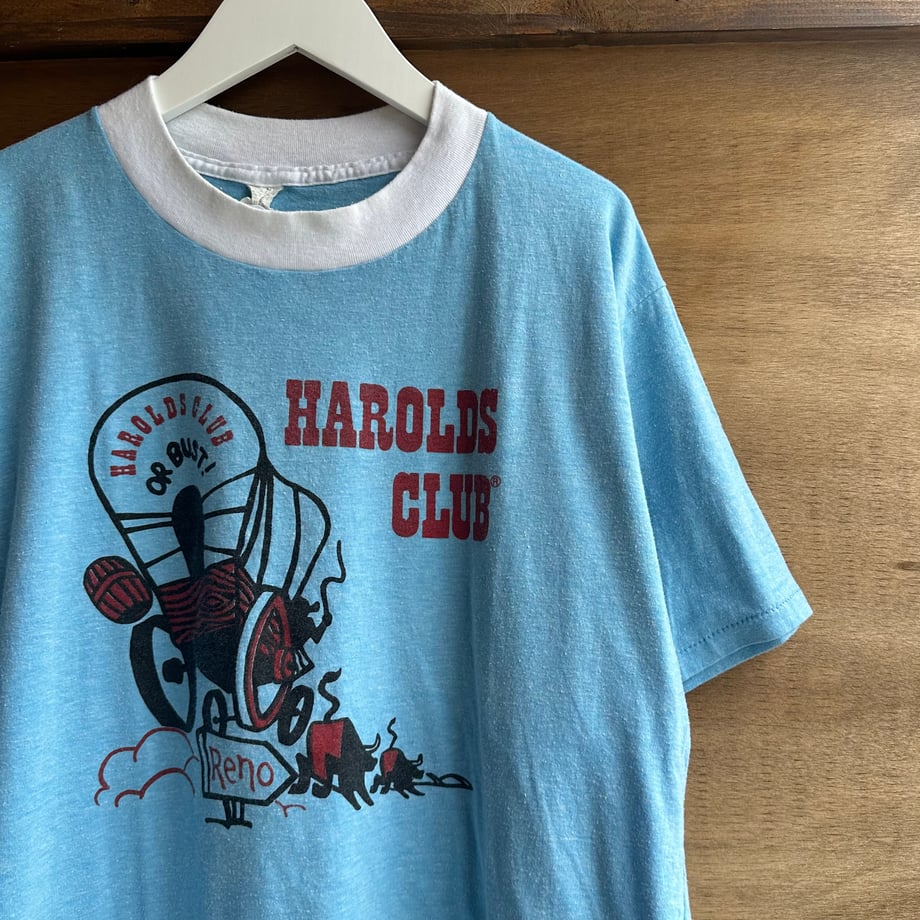 HAROLDS
CLUB®
HAROLDS CLUB
OR BUST!
Reno